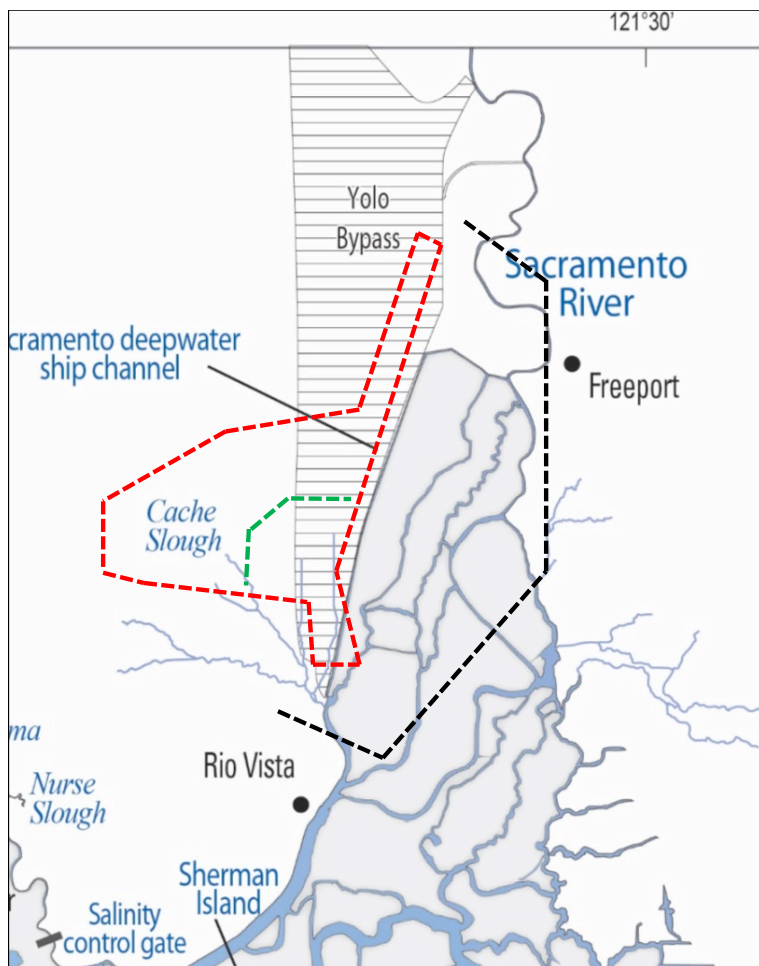 121°30’
Yolo
Bypass
Sacramento
River
cramento deepwater
ship channel
Freeport
Cache
Slough
ma
Rio Vista
Nurse
Slough
Sherman
Island
Salinity
control gate